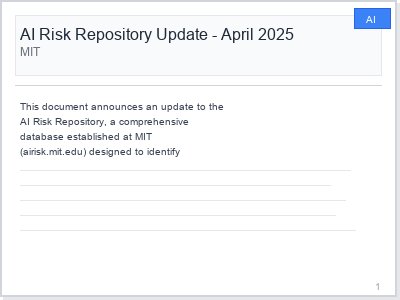 AI
AI Risk Repository Update - April 2025
MIT
This document announces an update to the
AI Risk Repository, a comprehensive
database established at MIT
(airisk.mit.edu) designed to identify
1